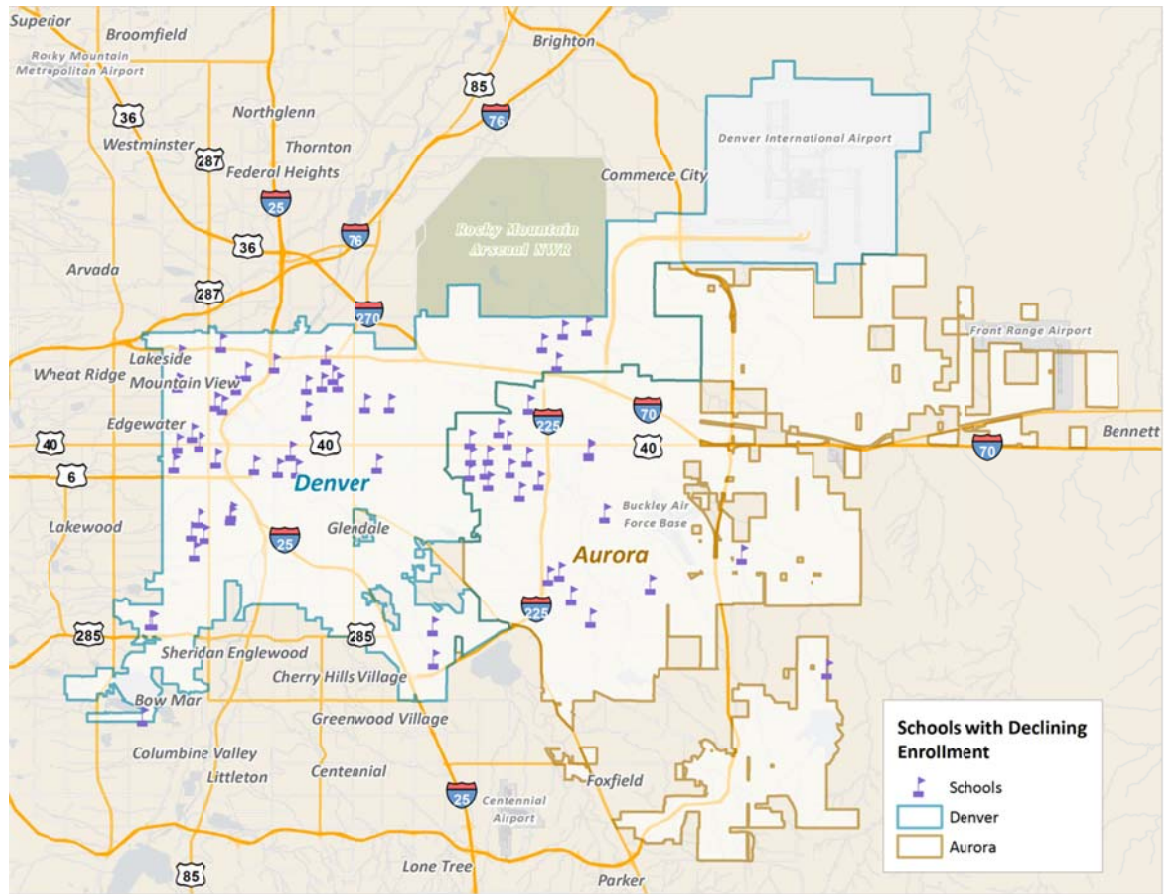 Superior
Broomfield
Brighton
Rocky Mountain
Metropolitan Airport
85
36
Northglenn
76
Westminster
287
Thornton
Denver International Airport
Federal Heights
Commerce City
25
76
Rocky Mountain
Arsenal NWR
36
Arvada
287
270
Front Range Airport
Lakeside
Wheat Ridge
Mountain View
70
225
Edgewater
Bennett
40
40
40
70
6
Denver
Buckley Air
Force Base
Lakewood
Glendale
25
Aurora
225
285
285
Sheridan Englewood
Cherry Hills Village
Bow Mar
Greenwood Village
Columbine Valley
Littleton
Centennial
Foxfield
25
Centennial
Airport
Lone Tree
85
Parker
Schools with Declining
Enrollment
Schools
Denver
Aurora